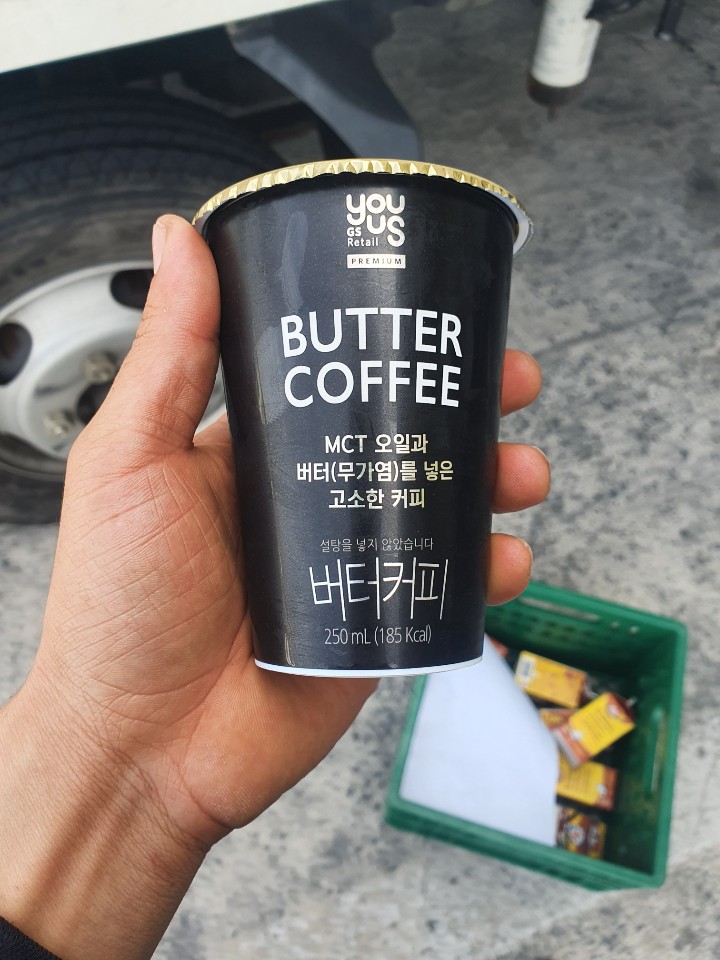 you
us
GS
Retail
PREMIUM
BUTTER
COFFEE
MCT 오일과
버터(무가염)를 넣은
고소한 커피
설탕을 넣지 않았습니다
버터커피
250 mL (185 Kcal)